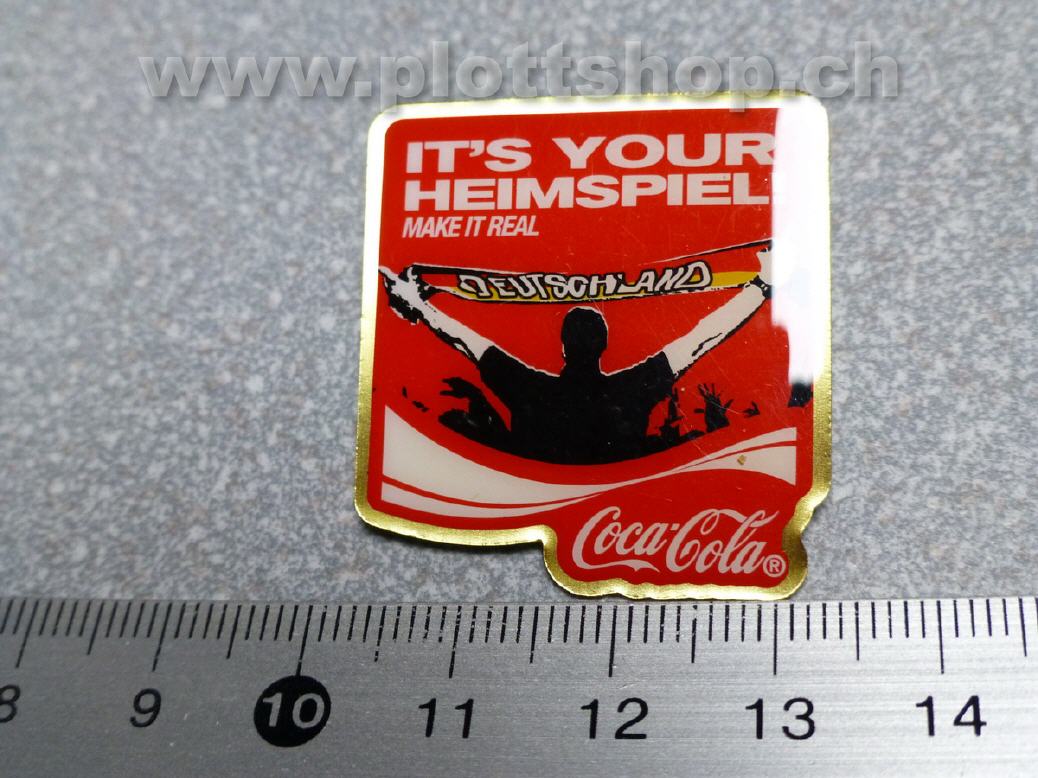 www.plottshop.ch
IT'S YOUR
HEIMSPIEL!
MAKE IT REAL
DEUTSCHLAND
Coca-Cola®
8 9 10 11 12 13 14